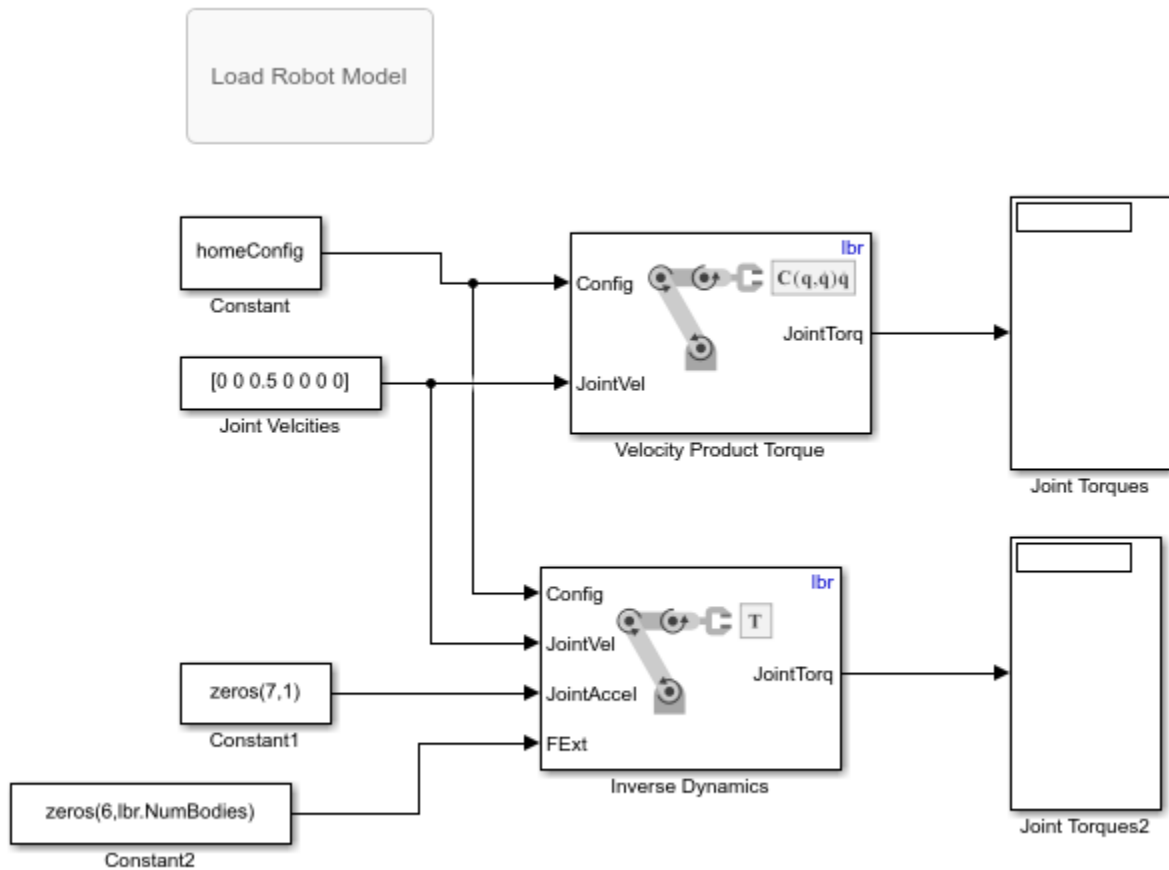 Load Robot Model
homeConfig
Constant
[0 0 0.5 0 0 0 0]
Joint Velcities
lbr
Config
C(q,q̇)q̇
JointTorq
JointVel
Velocity Product Torque
Joint Torques
lbr
Config
T
JointVel
JointTorq
JointAccel
FExt
Inverse Dynamics
zeros(7,1)
Constant1
zeros(6,lbr.NumBodies)
Constant2
Joint Torques2